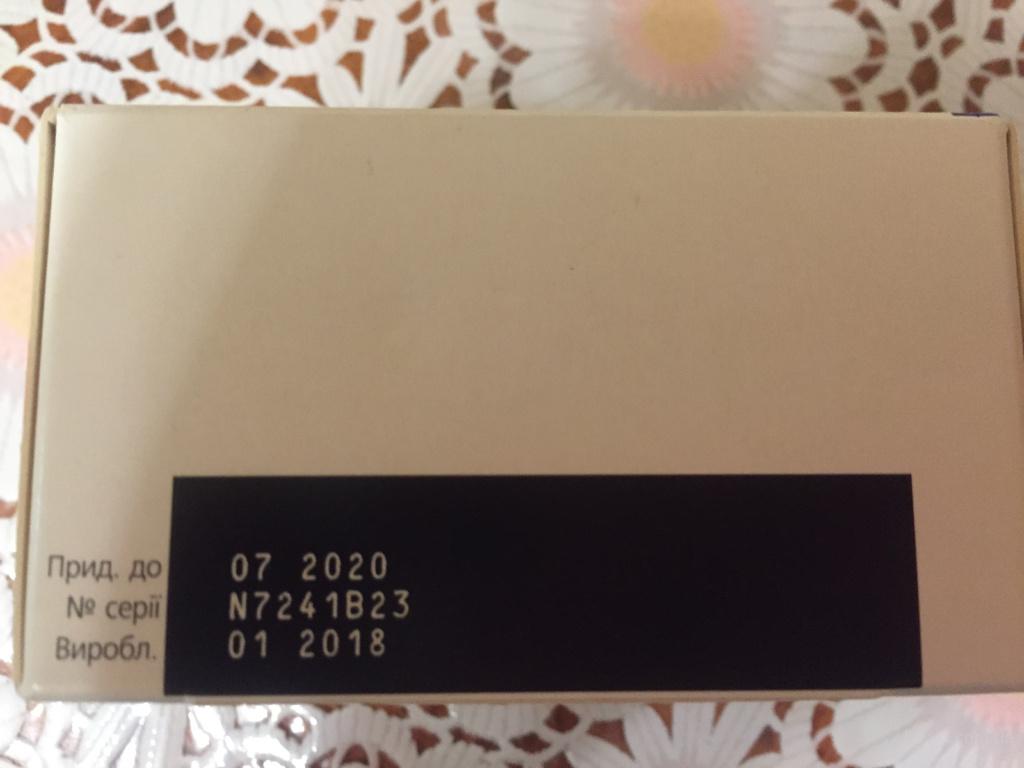 Прид. до 07 2020
№ серії N7241B23
Виробл. 01 2018